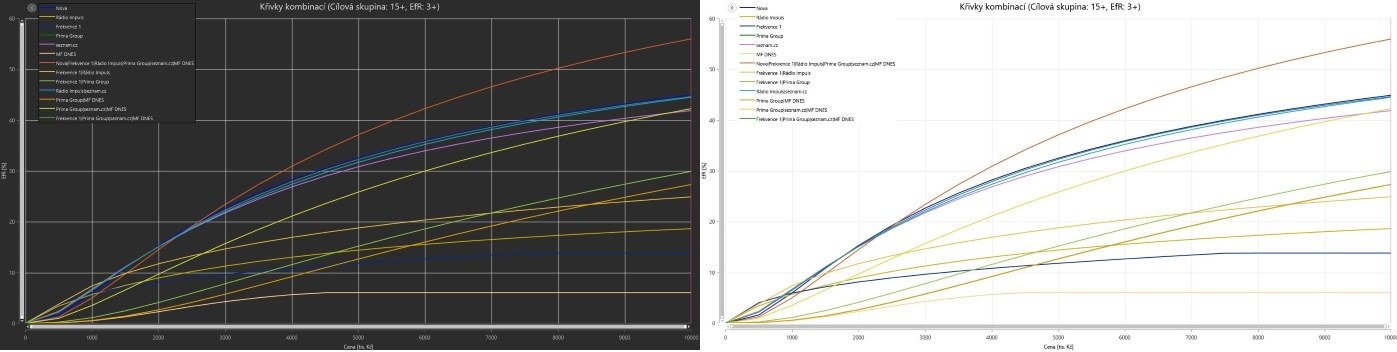 Křivky kombinací (Cílová skupina: 15+, EfR: 3+)
Nova
Rádio Impuls
Frekvence 1
Prima Group
seznam.cz
MF DNES
Nova|Frekvence 1|Rádio Impuls|Prima Group|seznam.cz|MF DNES
Frekvence 1|Rádio Impuls
Frekvence 1|Prima Group
Rádio Impuls|seznam.cz
Prima Group|MF DNES
Prima Group|seznam.cz|MF DNES
Frekvence 1|Prima Group|seznam.cz|MF DNES
EfR [%]
60
50
40
30
20
10
0
0 1000 2000 3000 4000 5000 6000 7000 8000 9000 10000
Cena [tis. Kč]
Křivky kombinací (Cílová skupina: 15+, EfR: 3+)
Nova
Rádio Impuls
Frekvence 1
Prima Group
seznam.cz
MF DNES
Nova|Frekvence 1|Rádio Impuls|Prima Group|seznam.cz|MF DNES
Frekvence 1|Rádio Impuls
Frekvence 1|Prima Group
Rádio Impuls|seznam.cz
Prima Group|MF DNES
Prima Group|seznam.cz|MF DNES
Frekvence 1|Prima Group|seznam.cz|MF DNES
EfR [%]
60
50
40
30
20
10
0
0 1000 2000 3000 4000 5000 6000 7000 8000 9000 10000
Cena [tis. Kč]